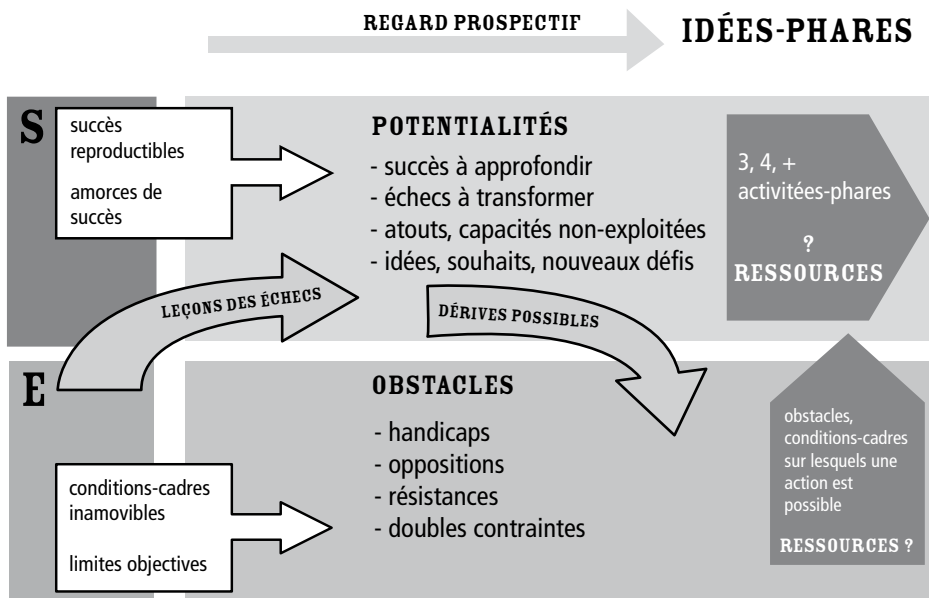 REGARD PROSPECTIF
IDÉES-PHARES
S
succès
reproductibles
amorces de
succès
POTENTIALITÉS
- succès à approfondir
- échecs à transformer
- atouts, capacités non-exploitées
- idées, souhaits, nouveaux défis
3, 4, +
activitées-phares
?
RESSOURCES
LEÇONS DES ÉCHECS
DÉRIVES POSSIBLES
E
conditions-cadres
inamovibles
limites objectives
OBSTACLES
- handicaps
- oppositions
- résistances
- doubles contraintes
obstacles,
conditions-cadres
sur lesquels une
action est
possible
RESSOURCES ?